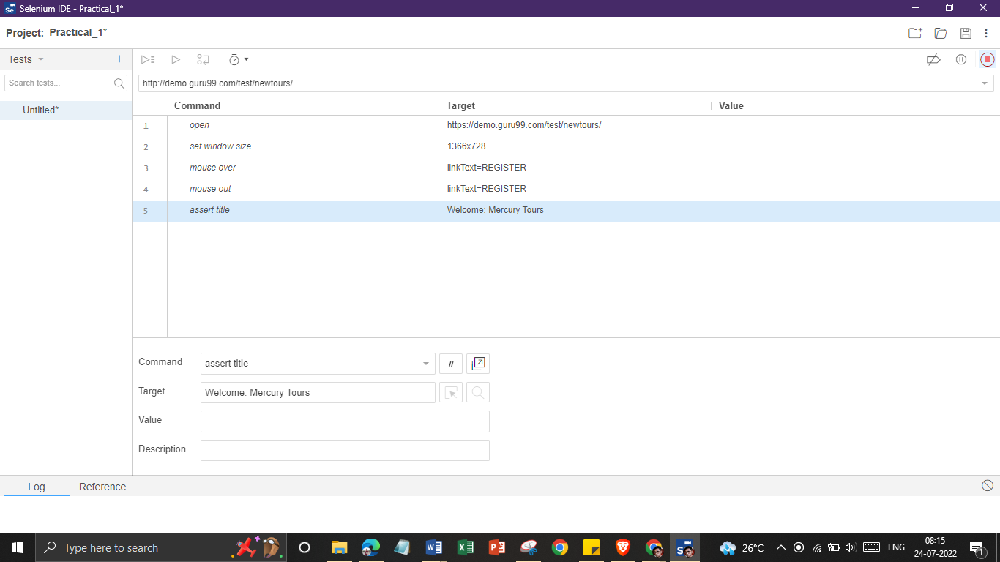 Selenium IDE - Practical_1*
Project: Practical_1*
Tests
Search tests...
Untitled*
http://demo.guru99.com/test/newtours/
Command Target Value
1 open https://demo.guru99.com/test/newtours/
2 set window size 1366x728
3 mouse over linkText=REGISTER
4 mouse out linkText=REGISTER
5 assert title Welcome: Mercury Tours
Command assert title //
Target Welcome: Mercury Tours
Value
Description
Log Reference
Type here to search
26°C ENG 08:15
24-07-2022
1